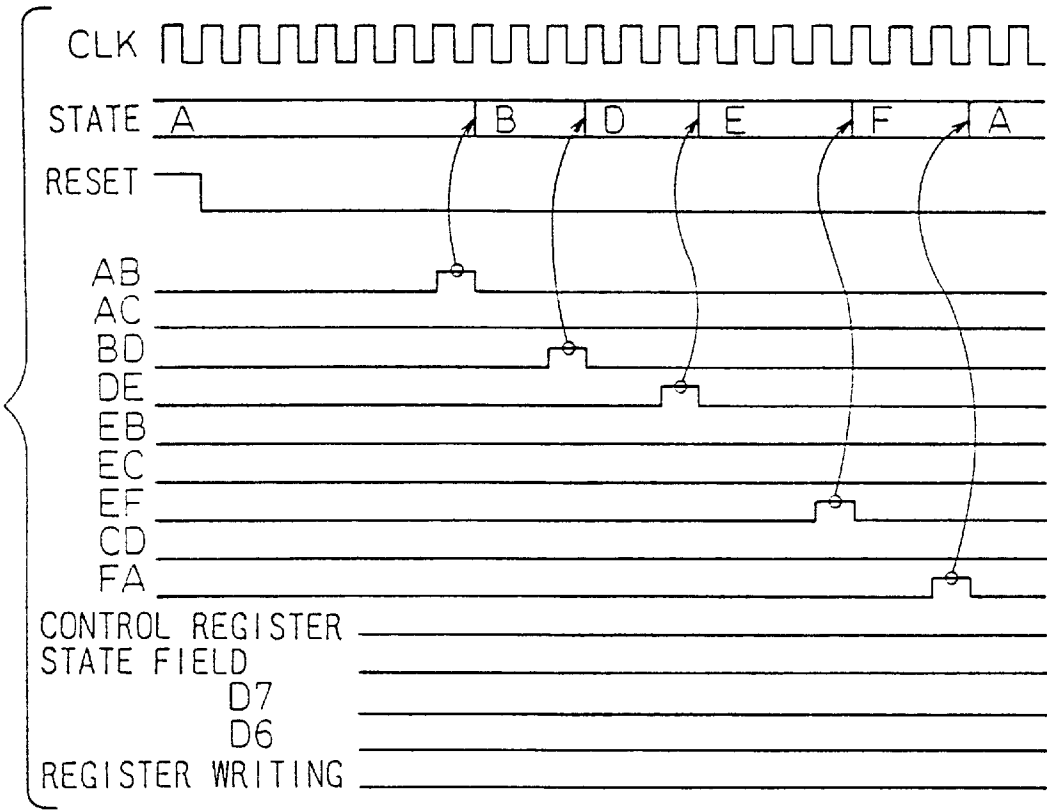 CLK
STATE A B D E F A
RESET
AB
AC
BD
DE
EB
EC
EF
CD
FA
CONTROL REGISTER
STATE FIELD
D7
D6
REGISTER WRITING